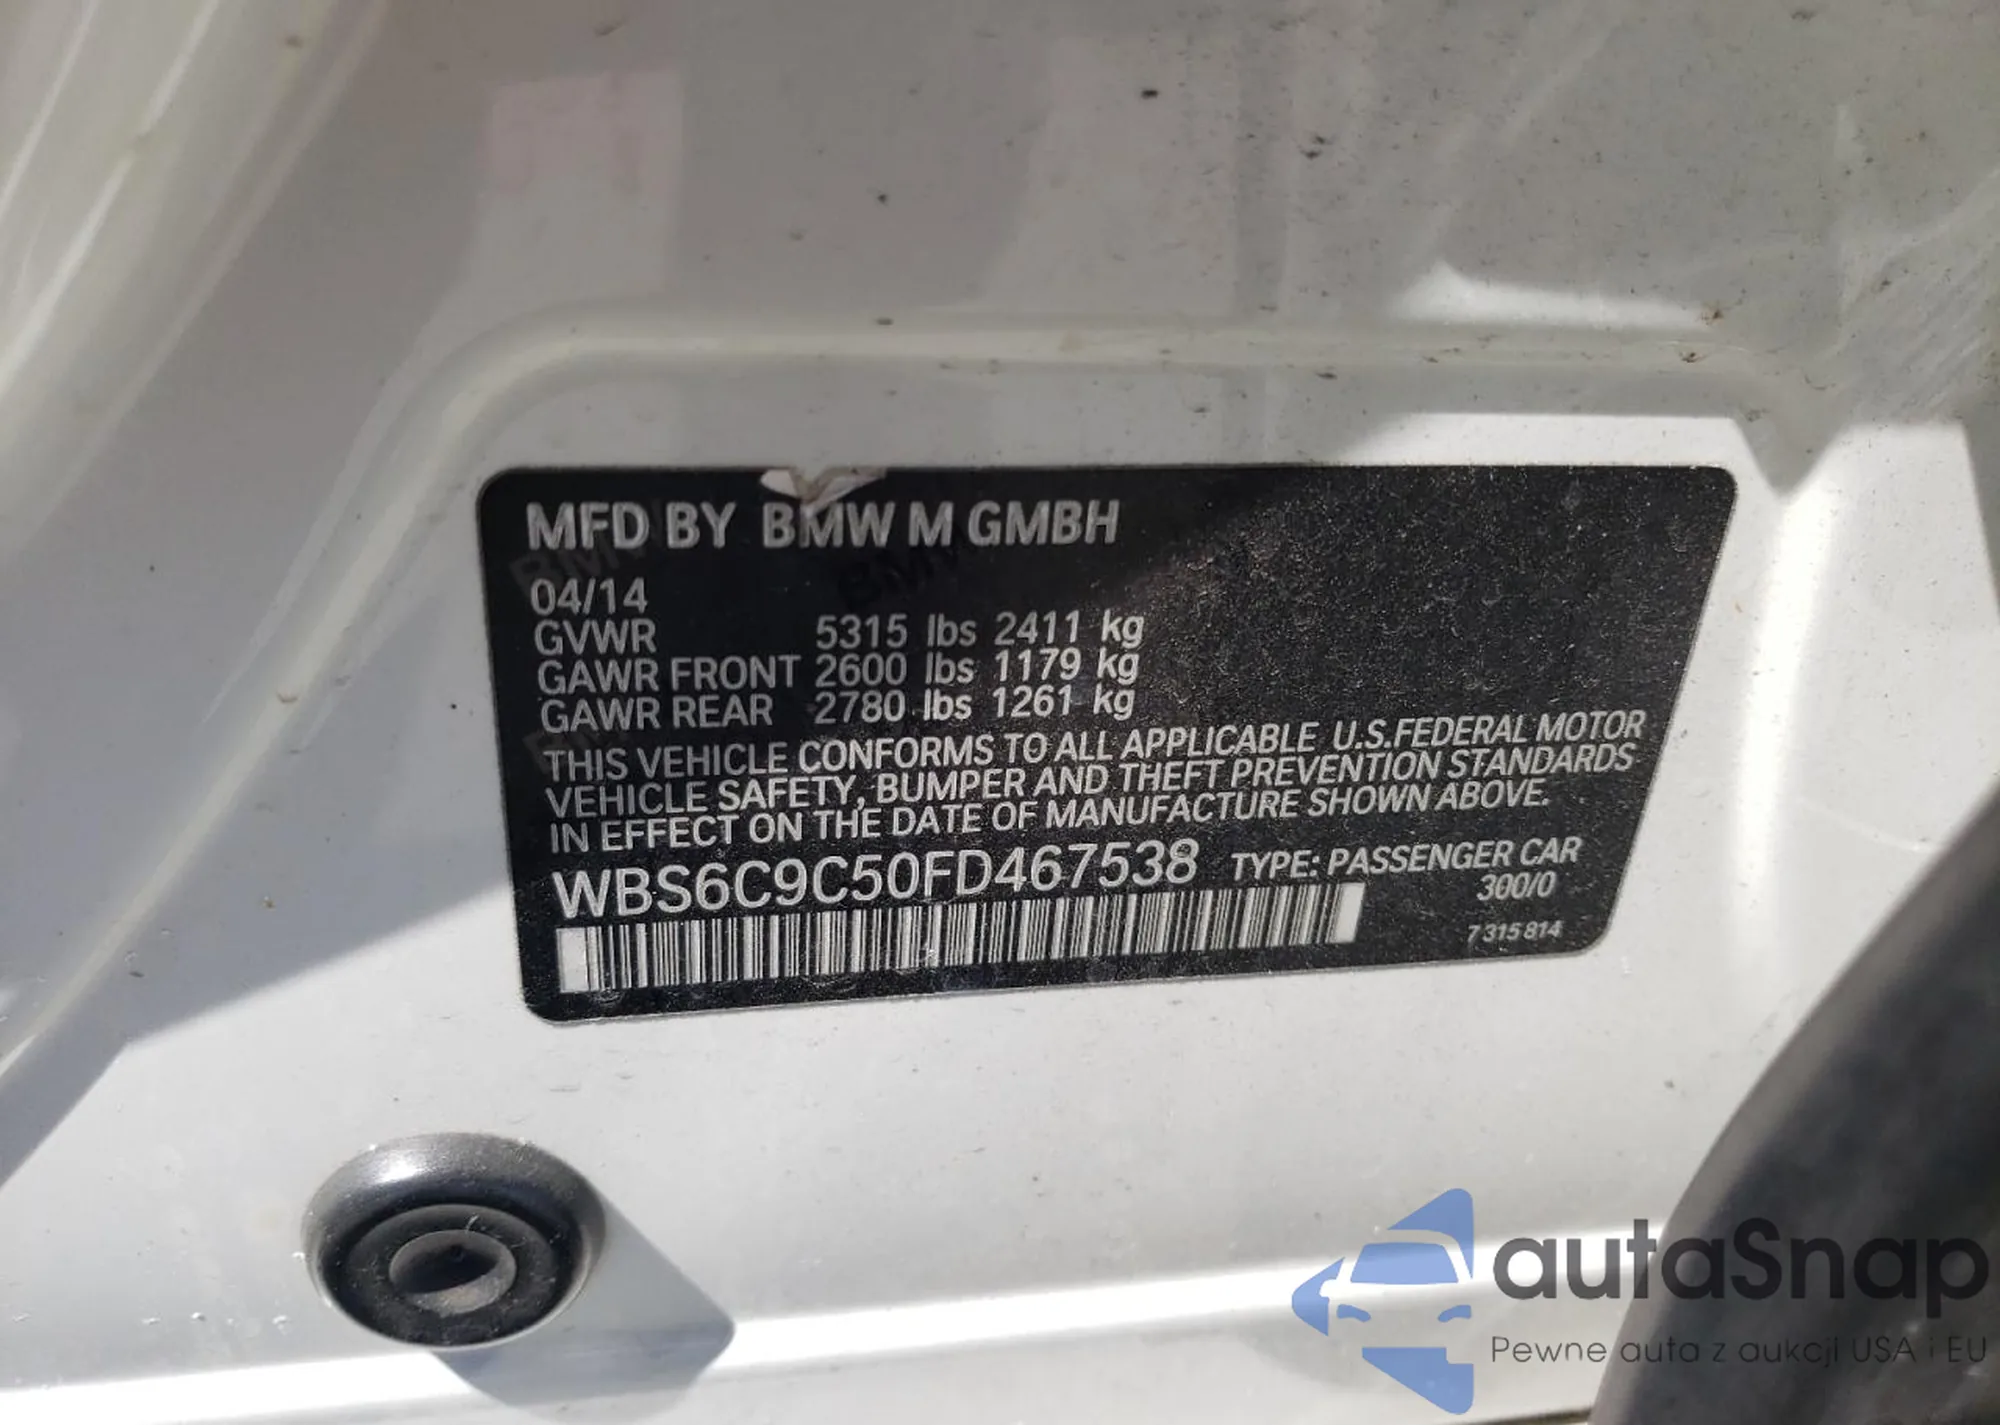 MFD BY BMW M GMBH
04/14
GVWR 5315 lbs 2411 kg
GAWR FRONT 2600 lbs 1179 kg
GAWR REAR 2780 lbs 1261 kg
THIS VEHICLE CONFORMS TO ALL APPLICABLE U.S.FEDERAL MOTOR
VEHICLE SAFETY, BUMPER AND THEFT PREVENTION STANDARDS
IN EFFECT ON THE DATE OF MANUFACTURE SHOWN ABOVE.
WBS6C9C50FD467538 TYPE: PASSENGER CAR
300/0
7 315 814
autaSnap
Pewne auta z aukcji USA i EU